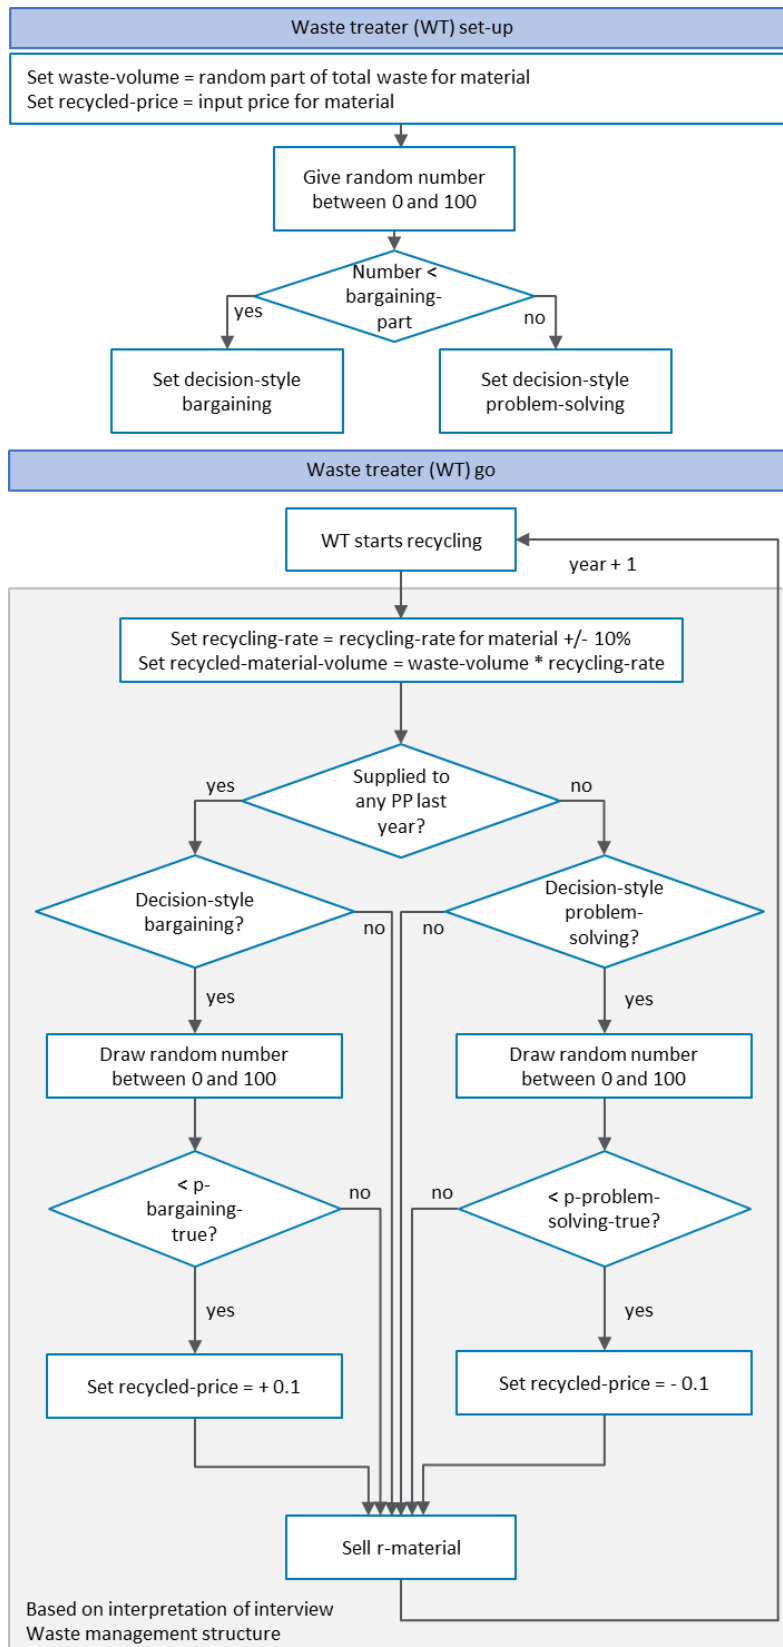 Waste treater (WT) set-up
Set waste-volume = random part of total waste for material
Set recycled-price = input price for material
Give random number
between 0 and 100
Number <
bargaining-
part
yes
no
Set decision-style
bargaining
Set decision-style
problem-solving
Waste treater (WT) go
WT starts recycling
year + 1
Set recycling-rate = recycling-rate for material +/- 10%
Set recycled-material-volume = waste-volume * recycling-rate
Supplied to
any PP last
year?
yes
no
Decision-style
bargaining?
no
yes
Decision-style
problem-
solving?
no
yes
Draw random number
between 0 and 100
Draw random number
between 0 and 100
< p-
bargaining-
true?
no
yes
< p-problem-
solving-true?
no
yes
Set recycled-price = + 0.1
Set recycled-price = - 0.1
Sell r-material
Based on interpretation of interview
Waste management structure